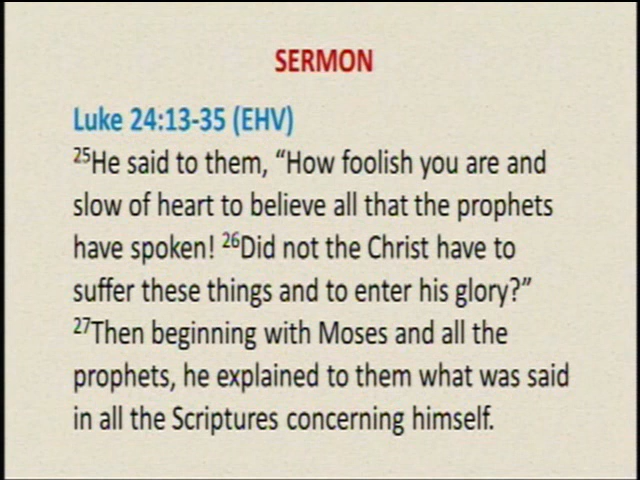 SERMON
Luke 24:13-35 (EHV)
²⁵He said to them, “How foolish you are and
slow of heart to believe all that the prophets
have spoken! ²⁶Did not the Christ have to
suffer these things and to enter his glory?”
²⁷Then beginning with Moses and all the
prophets, he explained to them what was said
in all the Scriptures concerning himself.